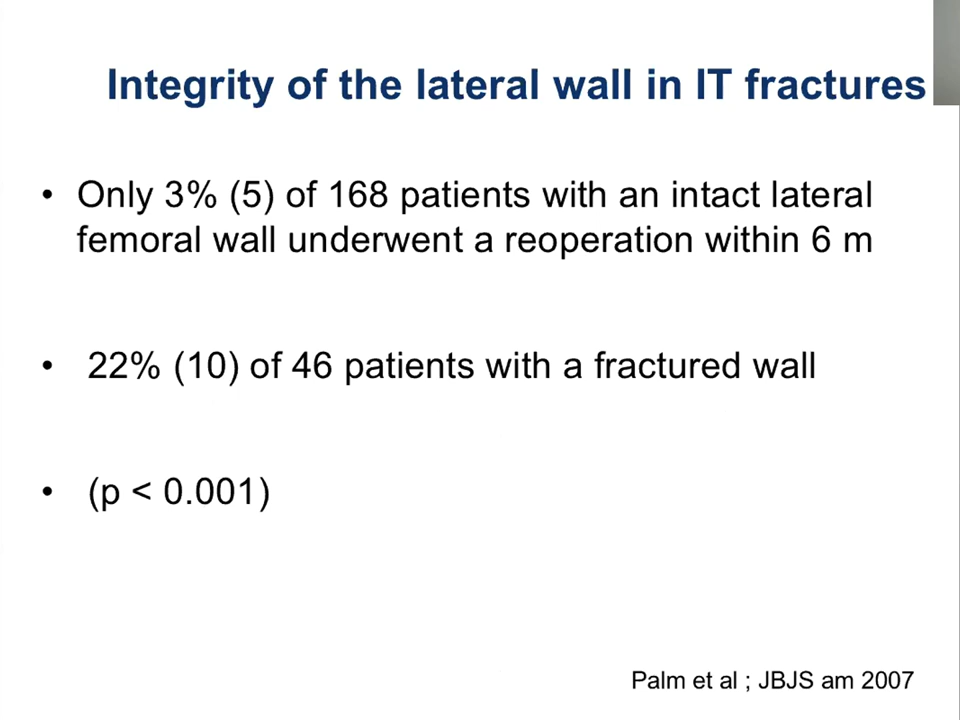 Integrity of the lateral wall in IT fractures
• Only 3% (5) of 168 patients with an intact lateral
femoral wall underwent a reoperation within 6 m
• 22% (10) of 46 patients with a fractured wall
• (p < 0.001)
Palm et al ; JBJS am 2007